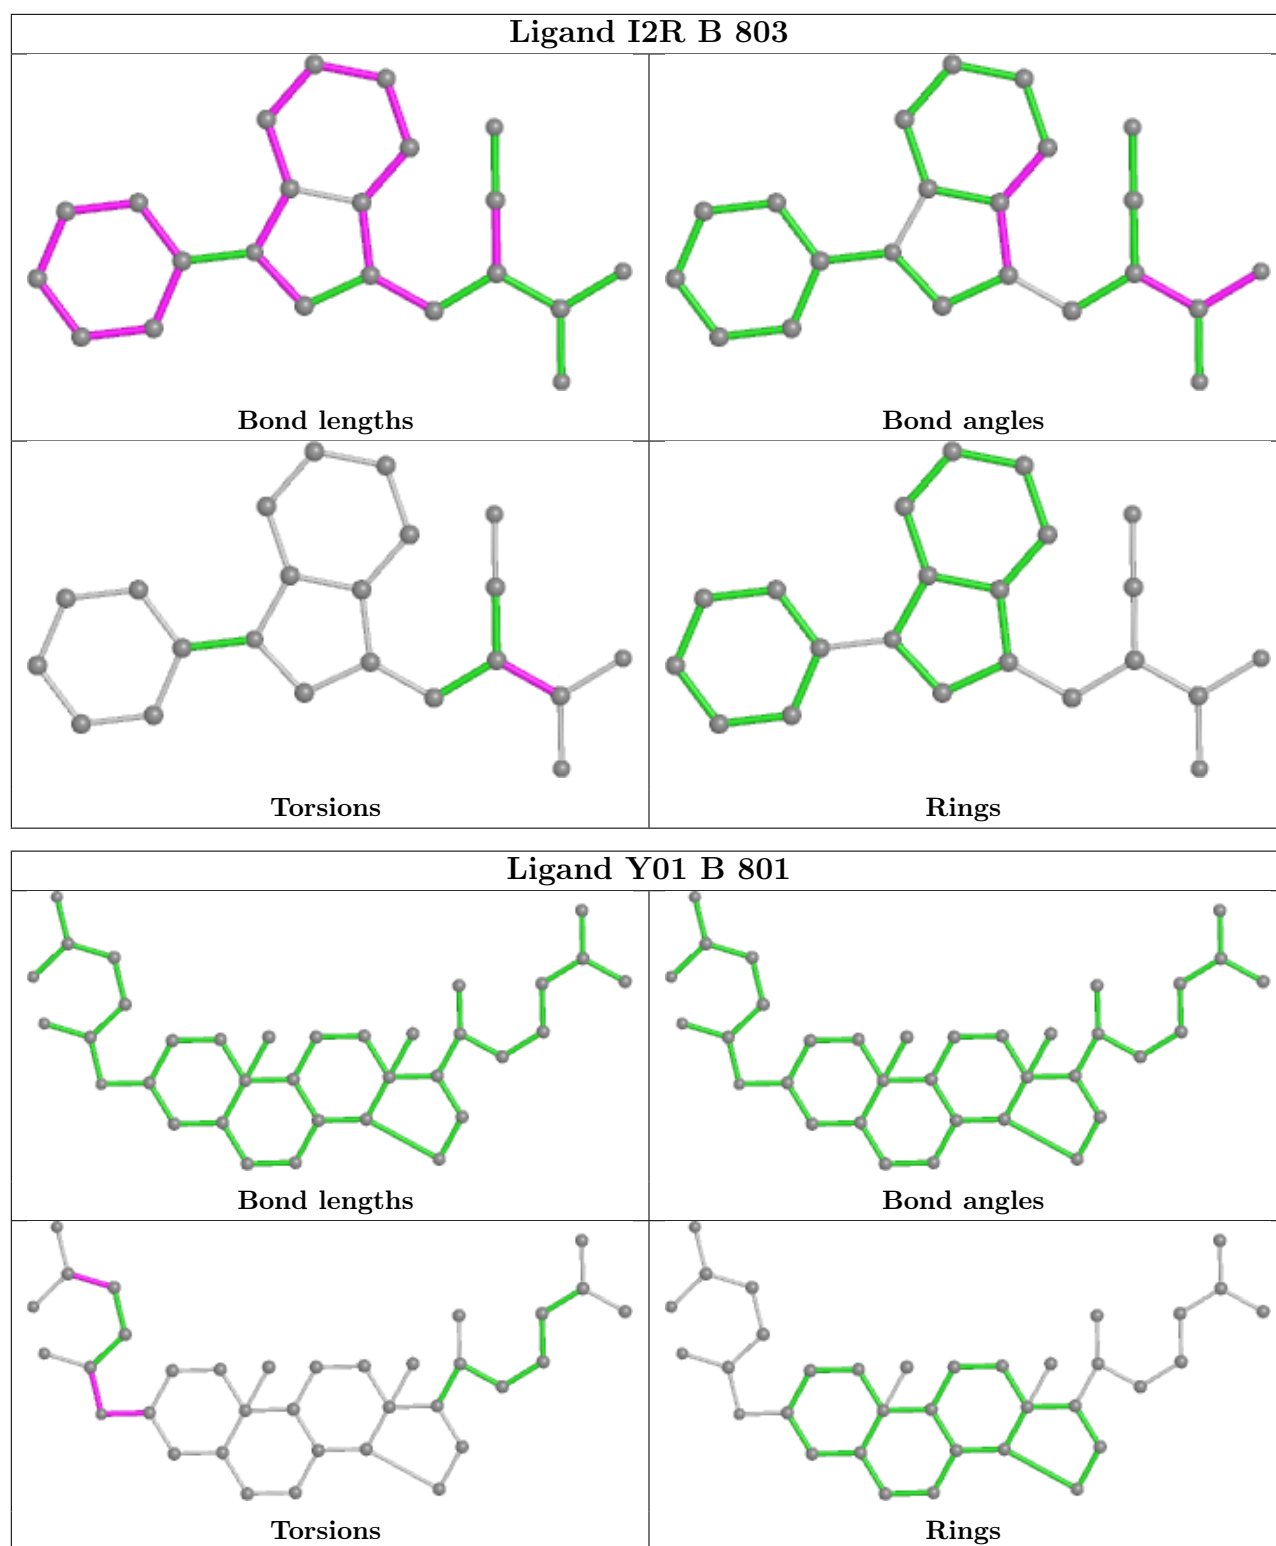 Ligand I2R B 803
Bond lengths
Bond angles
Torsions
Rings
Ligand Y01 B 801
Bond lengths
Bond angles
Torsions
Rings